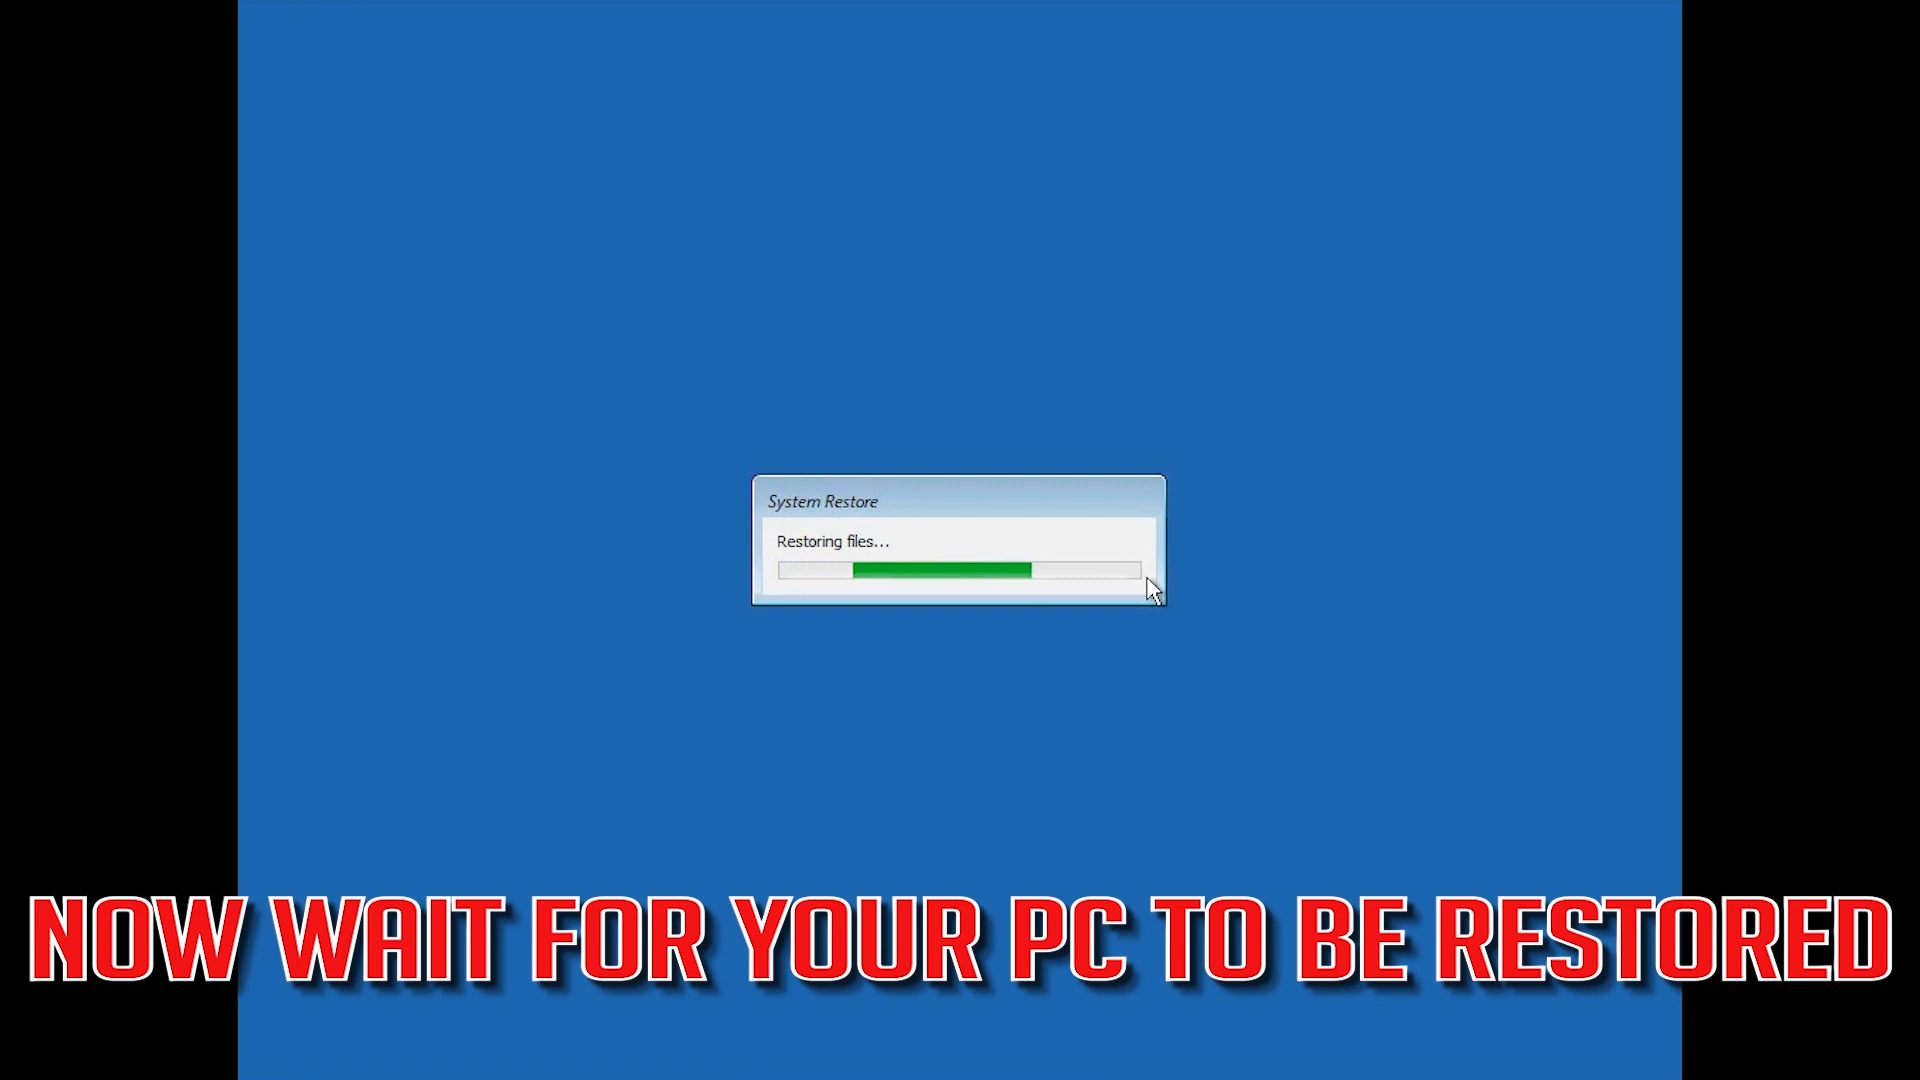 System Restore
Restoring files...
NOW WAIT FOR YOUR PC TO BE RESTORED